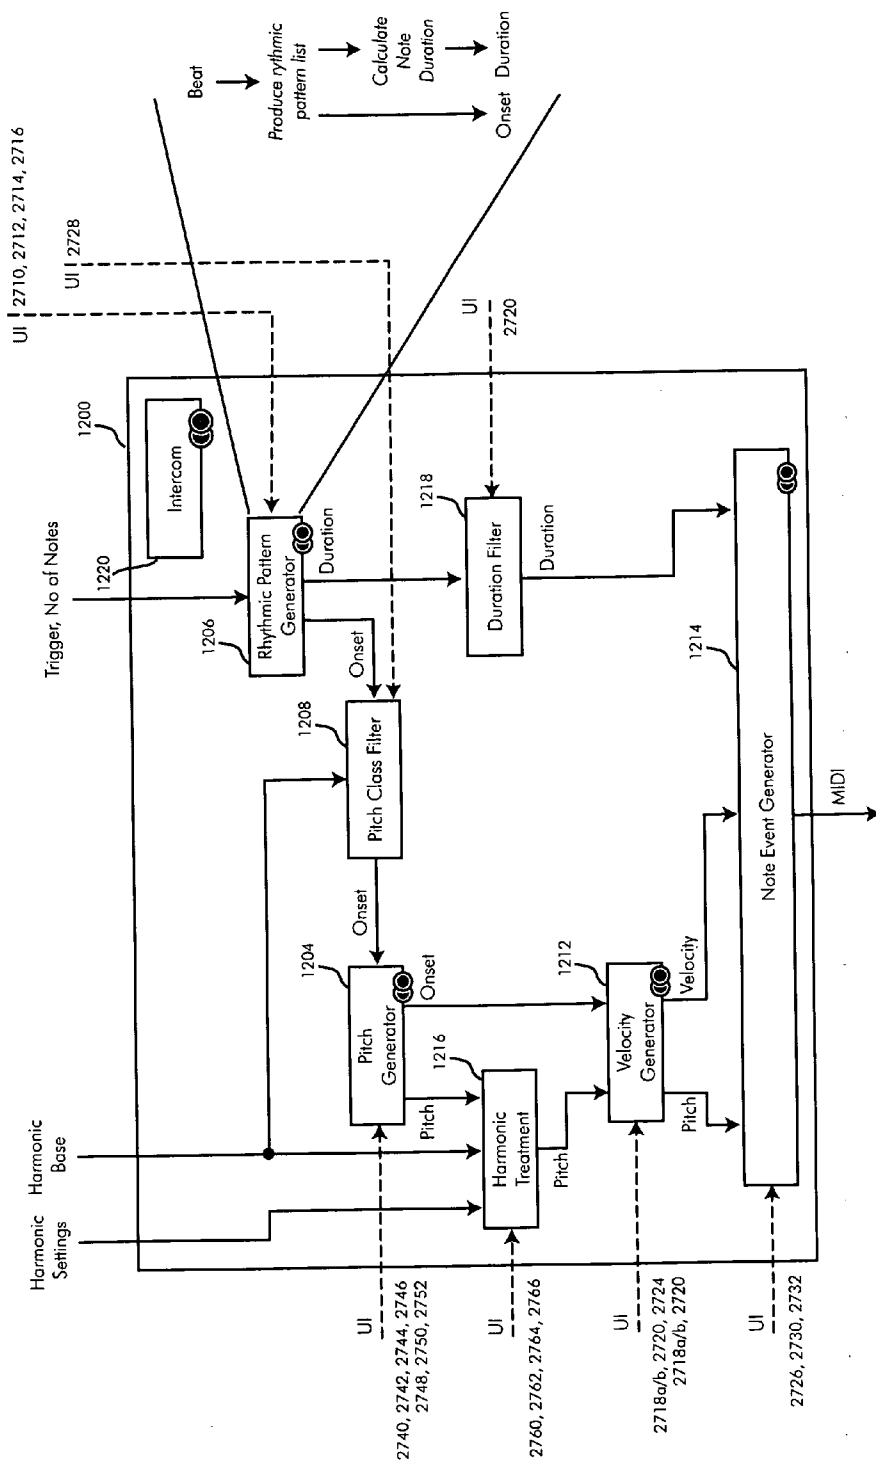 Harmonic
Settings
Harmonic
Base
Trigger, No of Notes
UI 2710, 2712, 2714, 2716
UI 2728
1200
1220
Intercom
1206
Rhythmic Pattern
Generator
Duration
Onset
1208
Pitch Class Filter
Onset
1204
Pitch
Generator
Onset
Pitch
1216
Harmonic
Treatment
Pitch
1212
Velocity
Generator
Velocity
Pitch
1218
Duration Filter
Duration
UI
2720
1214
Note Event Generator
MIDI
UI
2740, 2742, 2744, 2746
2748, 2750, 2752
UI
2760, 2762, 2764, 2766
UI
2718a/b, 2720, 2724
2718a/b, 2720
UI
2726, 2730, 2732
Beat
Produce rythmic
pattern list
Calculate
Note
Duration
Onset
Duration